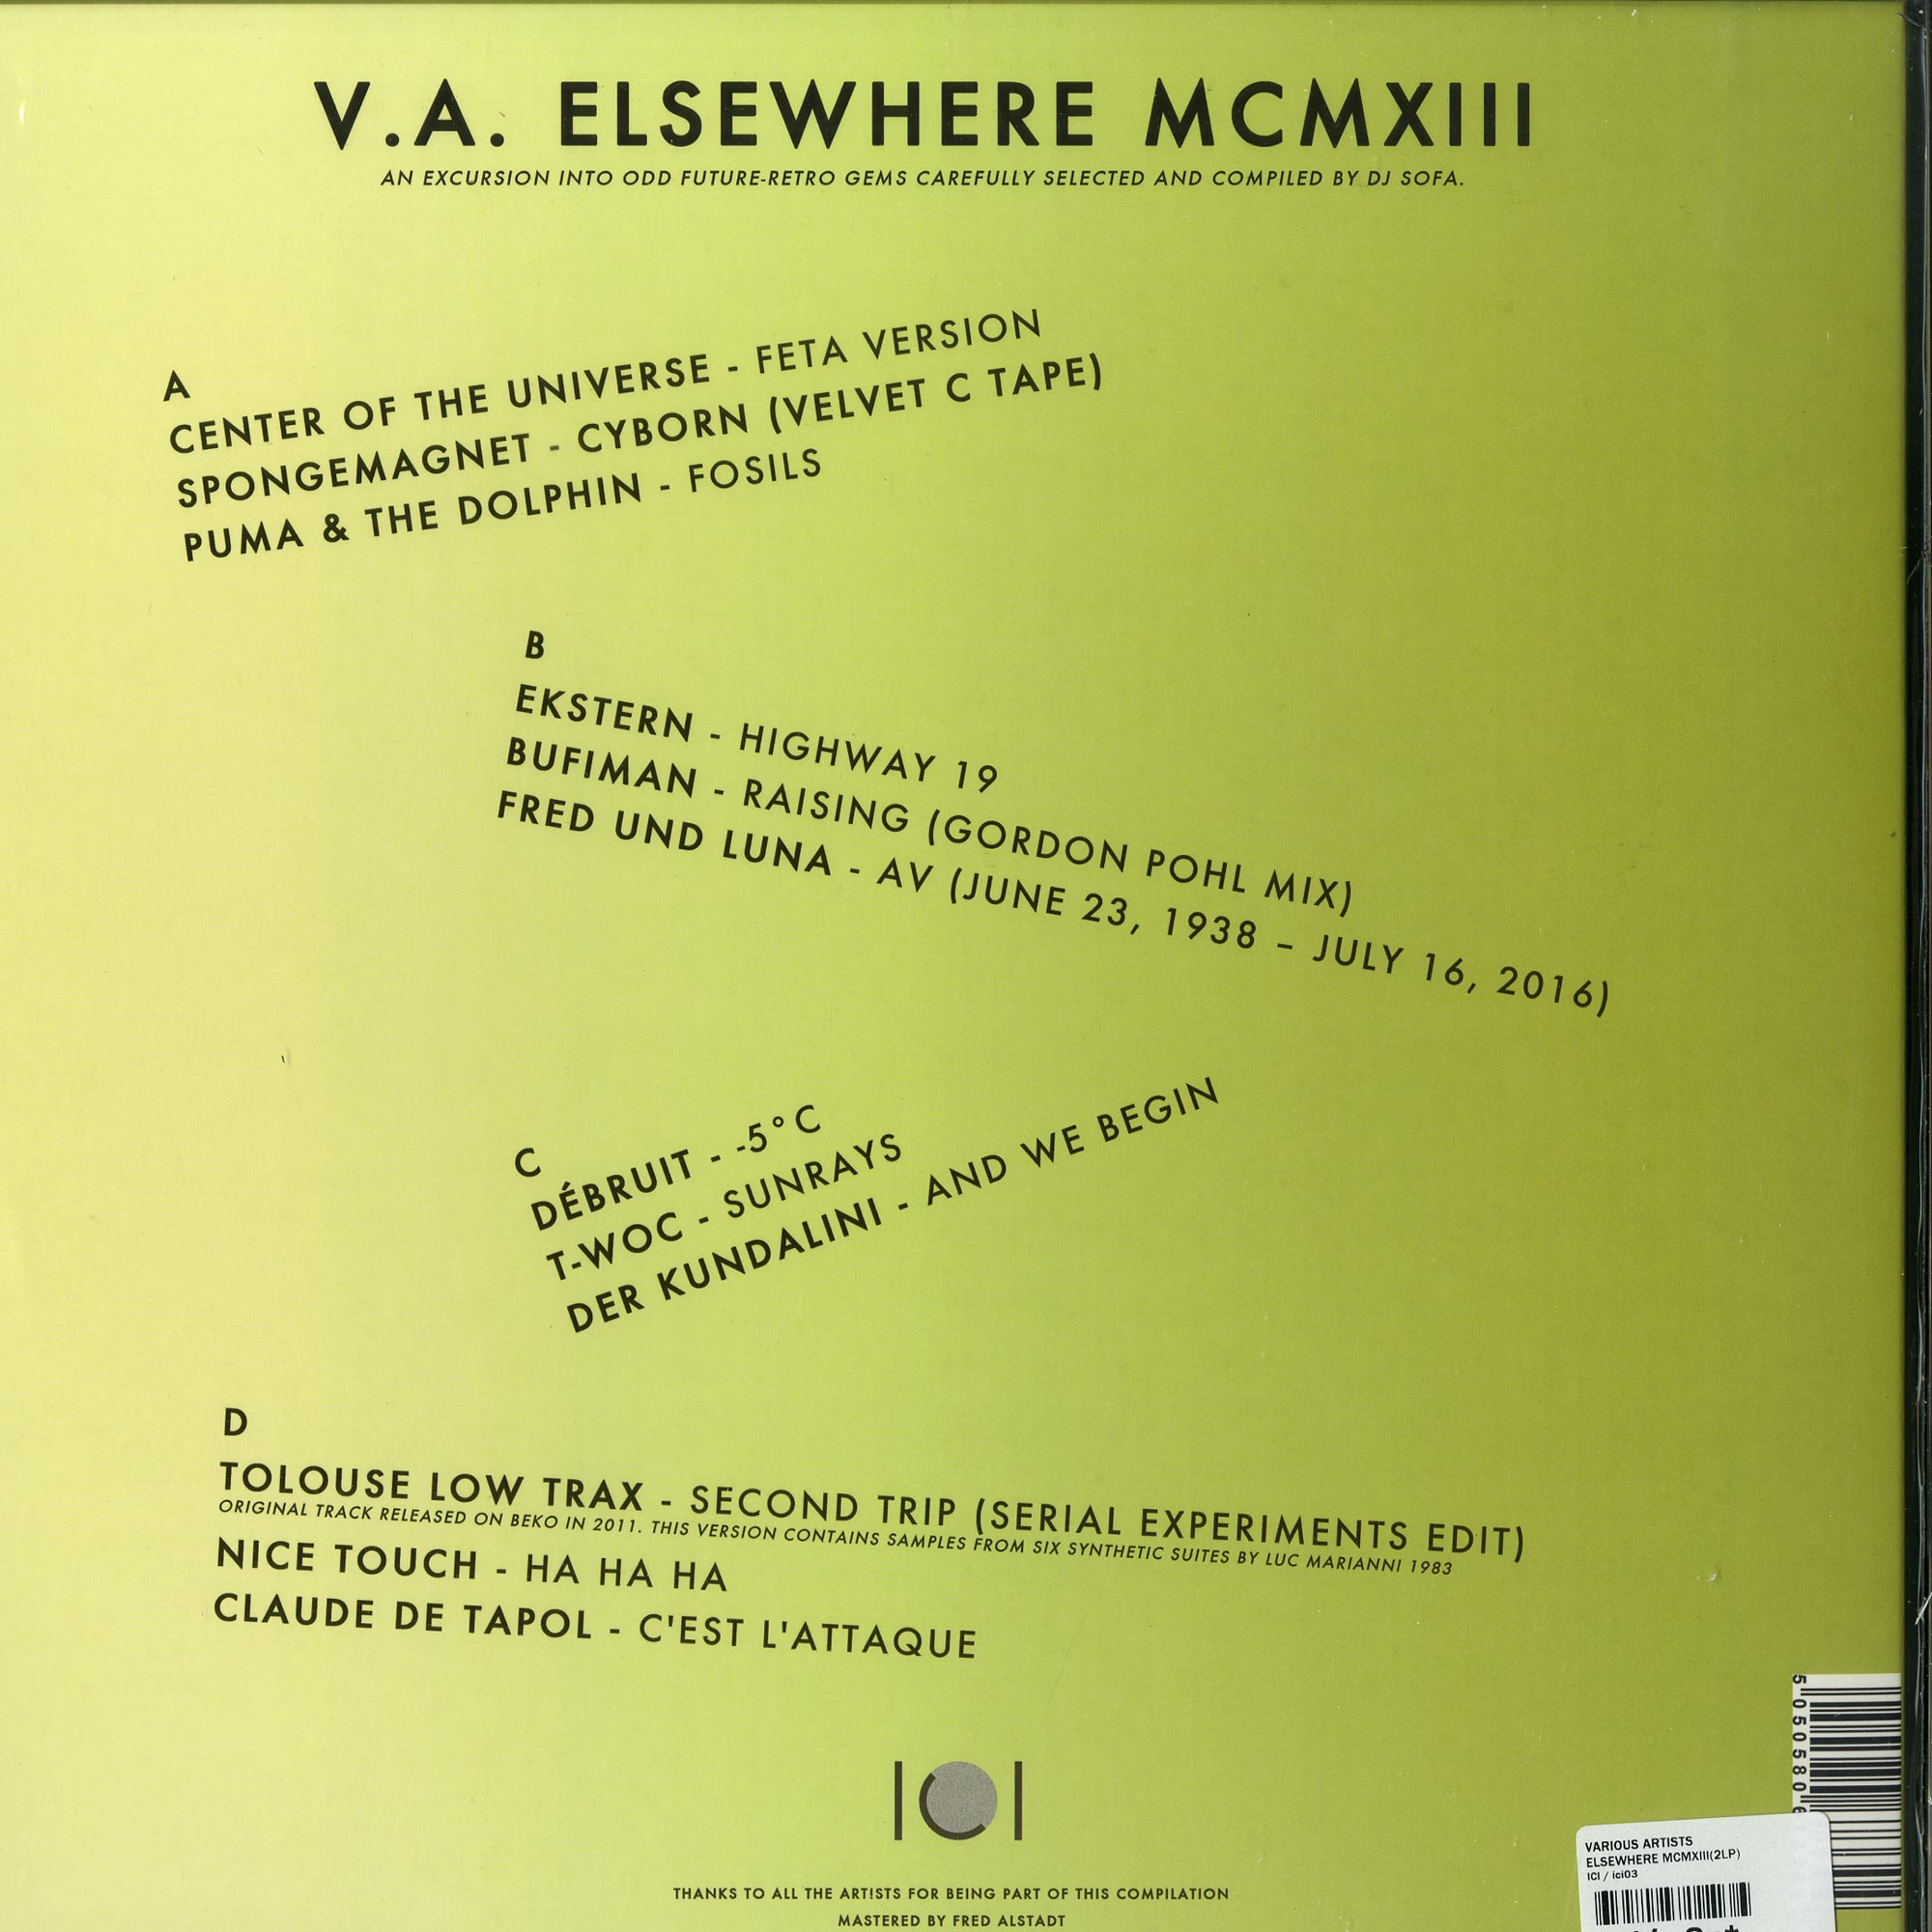 V.A. ELSEWHERE MCMXIII
AN EXCURSION INTO ODD FUTURE-RETRO GEMS CAREFULLY SELECTED AND COMPILED BY DJ SOFA.
A
CENTER OF THE UNIVERSE - FETA VERSION
SPONGEMAGNET - CYBORN (VELVET C TAPE)
PUMA & THE DOLPHIN - FOSILS
B
EKSTERN - HIGHWAY 19
BUFIMAN - RAISING (GORDON POHL MIX)
FRED UND LUNA - AV (JUNE 23, 1938 – JULY 16, 2016)
C
DÉBRUIT - -5°C
T-WOC - SUNRAYS
DER KUNDALINI - AND WE BEGIN
D
TOLOUSE LOW TRAX - SECOND TRIP (SERIAL EXPERIMENTS EDIT)
ORIGINAL TRACK RELEASED ON BEKO IN 2011. THIS VERSION CONTAINS SAMPLES FROM SIX SYNTHETIC SUITES BY LUC MARIANNI 1983
NICE TOUCH - HA HA HA
CLAUDE DE TAPOL - C'EST L'ATTAQUE
ICI
THANKS TO ALL THE ARTISTS FOR BEING PART OF THIS COMPILATION
MASTERED BY FRED ALSTADT
5 050580
VARIOUS ARTISTS
ELSEWHERE MCMXIII(2LP)
ICI / ici03